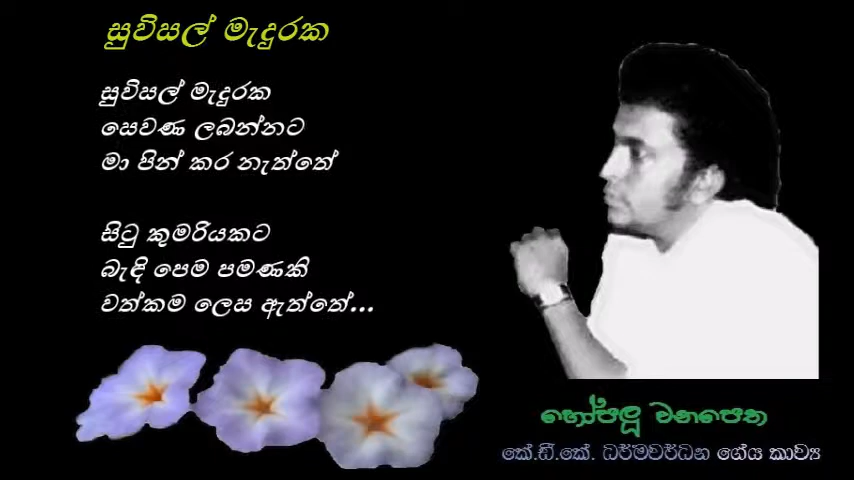 සුවිසල් මැදුරක
සුවිසල් මැදුරක
සෙවණ ලබන්නට
මා පින් කර නැත්තේ
සිටු කුමරියකට
බැඳි පෙම පමණකි
වත්කම ලෙස ඇත්තේ...
හෝපලූ වනපෙත
කේ.ඩී.කේ. ධර්මවර්ධන ගේය කාව්‍ය